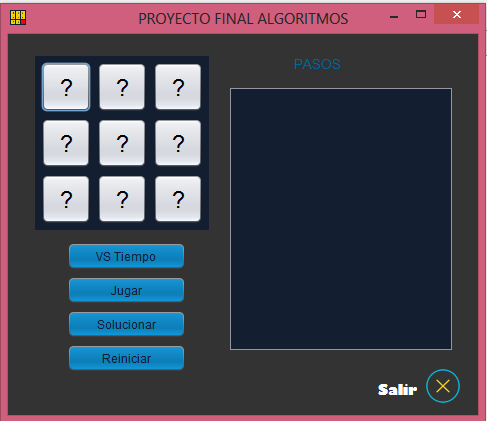 PROYECTO FINAL ALGORITMOS
PASOS
? ? ?
? ? ?
? ? ?
VS Tiempo
Jugar
Solucionar
Reiniciar
Salir